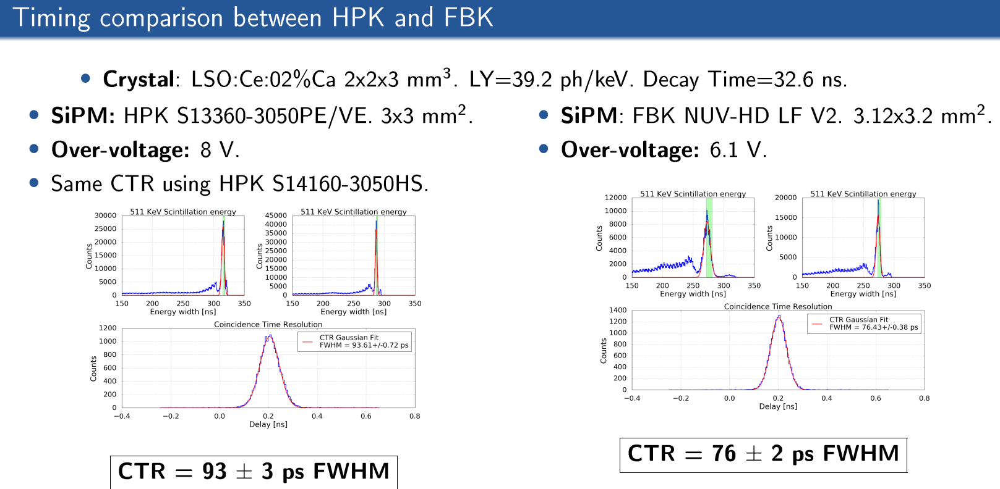 Timing comparison between HPK and FBK
• Crystal: LSO:Ce:02%Ca 2x2x3 mm³. LY=39.2 ph/keV. Decay Time=32.6 ns.
• SiPM: HPK S13360-3050PE/VE. 3x3 mm².
• Over-voltage: 8 V.
• Same CTR using HPK S14160-3050HS.
511 KeV Scintillation energy
30000
25000
20000
15000
10000
5000
0
Counts
150 200 250 300 350
Energy width [ns]
511 KeV Scintillation energy
45000
40000
35000
30000
25000
20000
15000
10000
5000
0
Counts
150 200 250 300 350
Energy width [ns]
Coincidence Time Resolution
1200
1000
800
600
400
200
0
Counts
CTR Gaussian Fit
FWHM = 93.61+/-0.72 ps
−0.4 −0.2 0.0 0.2 0.4 0.6 0.8
Delay [ns]
CTR = 93 ± 3 ps FWHM
• SiPM: FBK NUV-HD LF V2. 3.12x3.2 mm².
• Over-voltage: 6.1 V.
511 KeV Scintillation energy
12000
10000
8000
6000
4000
2000
0
Counts
150 200 250 300 350
Energy width [ns]
511 KeV Scintillation energy
20000
15000
10000
5000
0
Counts
150 200 250 300 350
Energy width [ns]
Coincidence Time Resolution
1400
1200
1000
800
600
400
200
0
Counts
CTR Gaussian Fit
FWHM = 76.43+/-0.38 ps
−0.4 −0.2 0.0 0.2 0.4 0.6 0.8
Delay [ns]
CTR = 76 ± 2 ps FWHM